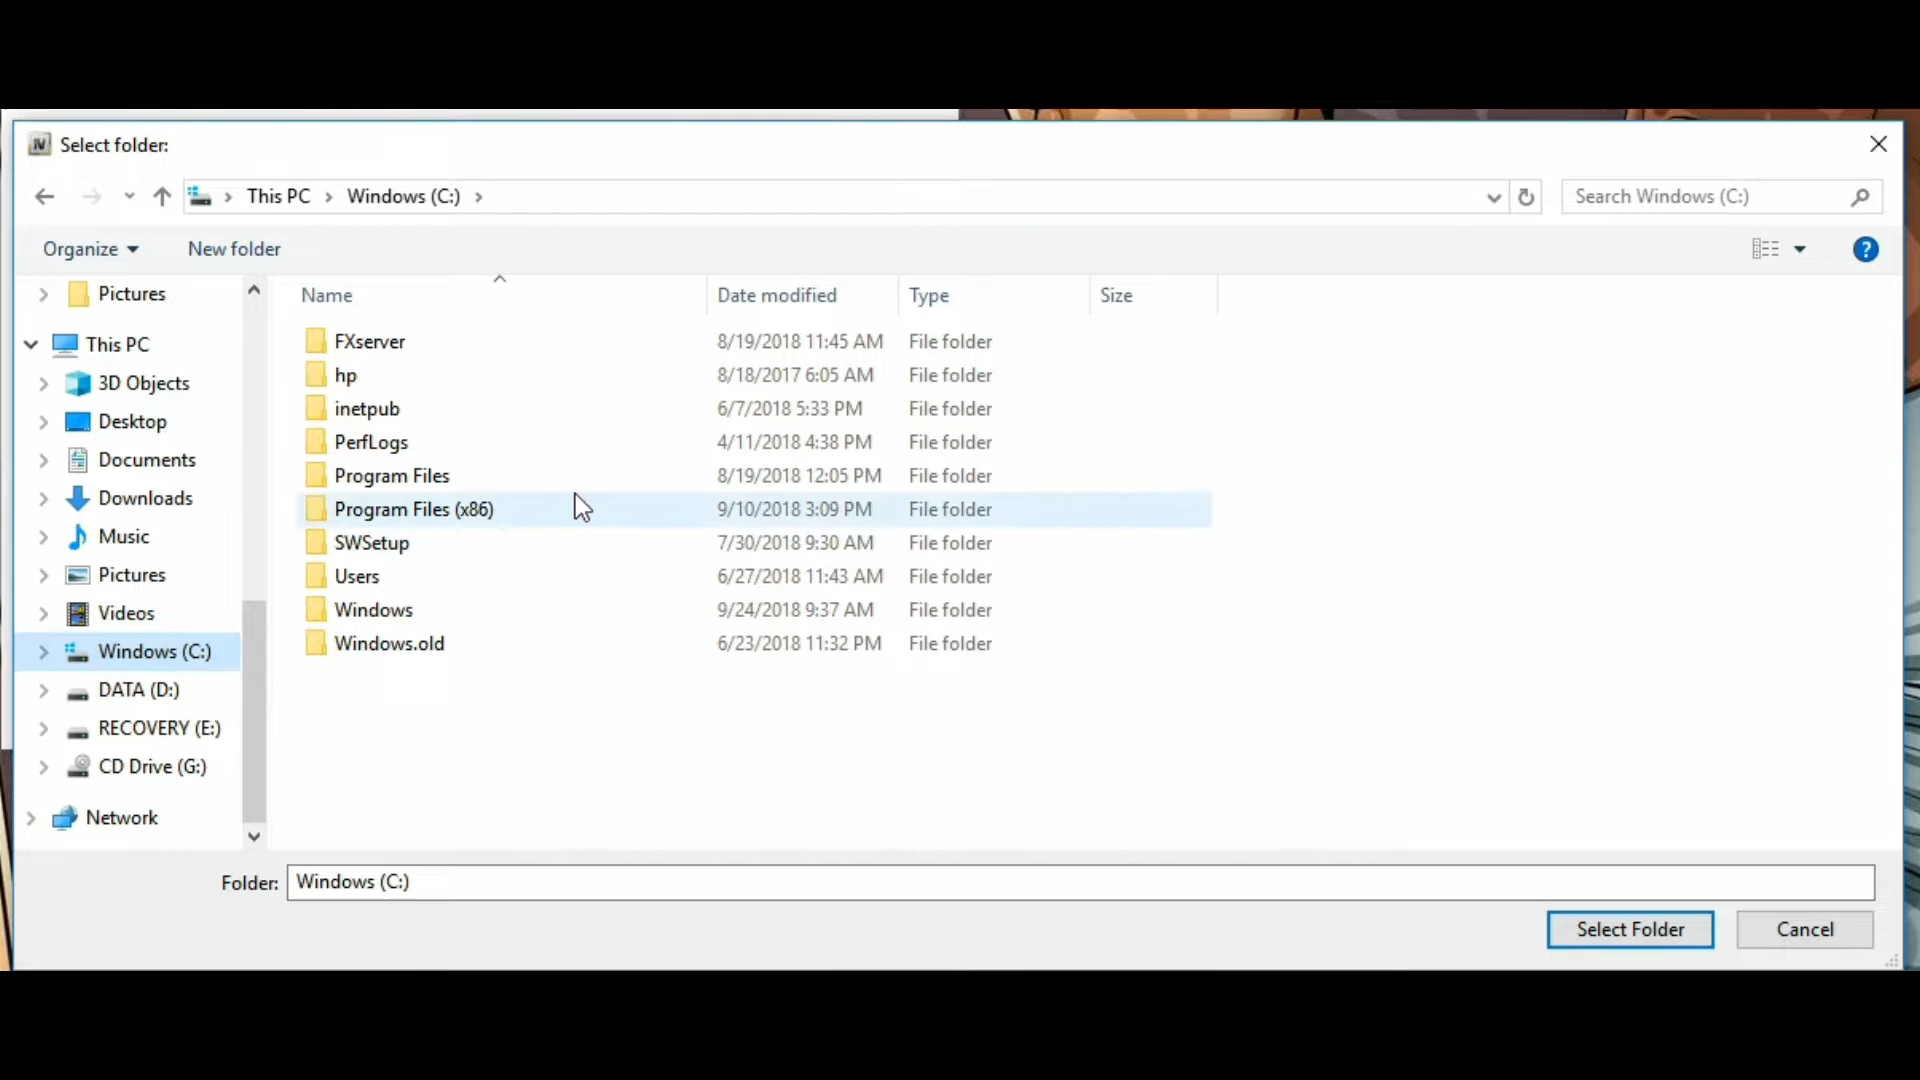 IV Select folder:
This PC Windows (C:) Search Windows (C:)
Organize New folder ?
Name Date modified Type Size
Pictures
This PC
3D Objects
Desktop
Documents
Downloads
Music
Pictures
Videos
Windows (C:)
DATA (D:)
RECOVERY (E:)
CD Drive (G:)
Network
FXserver 8/19/2018 11:45 AM File folder
hp 8/18/2017 6:05 AM File folder
inetpub 6/7/2018 5:33 PM File folder
PerfLogs 4/11/2018 4:38 PM File folder
Program Files 8/19/2018 12:05 PM File folder
Program Files (x86) 9/10/2018 3:09 PM File folder
SWSetup 7/30/2018 9:30 AM File folder
Users 6/27/2018 11:43 AM File folder
Windows 9/24/2018 9:37 AM File folder
Windows.old 6/23/2018 11:32 PM File folder
Folder: Windows (C:)
Select Folder Cancel